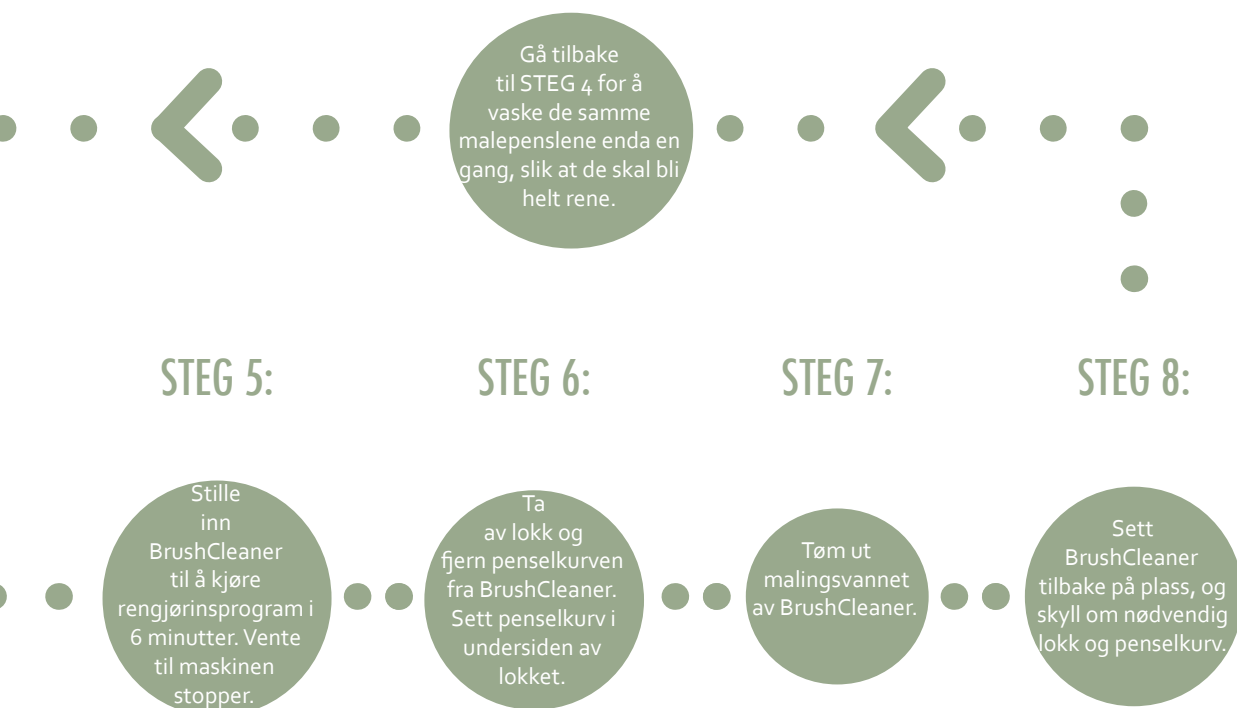 Gå tilbake
til STEG 4 for å
vaske de samme
malepenslene enda en
gang, slik at de skal bli
helt rene.
STEG 5:
STEG 6:
STEG 7:
STEG 8:
Stille
inn
BrushCleaner
til å kjøre
rengjørinsprogram i
6 minutter. Vente
til maskinen
stopper.
Ta
av lokk og
fjern penselkurven
fra BrushCleaner.
Sett penselkurv i
undersiden av
lokket.
Tøm ut
malingsvannet
av BrushCleaner.
Sett
BrushCleaner
tilbake på plass, og
skyll om nødvendig
lokk og penselkurv.